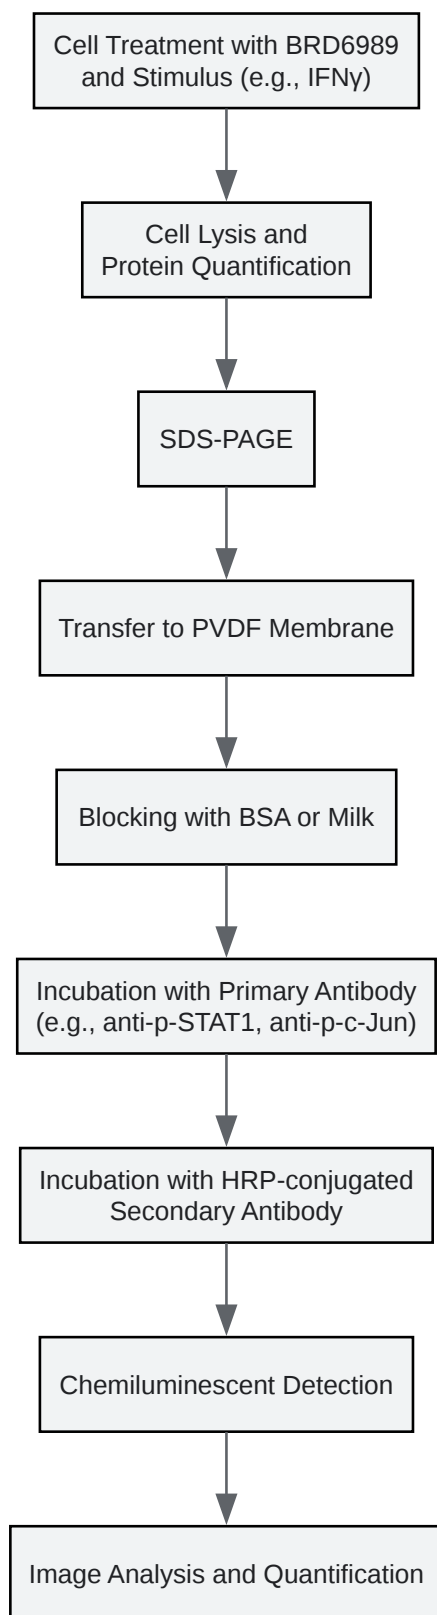 Cell Treatment with BRD6989
and Stimulus (e.g., IFNγ)
Cell Lysis and
Protein Quantification
SDS-PAGE
Transfer to PVDF Membrane
Blocking with BSA or Milk
Incubation with Primary Antibody
(e.g., anti-p-STAT1, anti-p-c-Jun)
Incubation with HRP-conjugated
Secondary Antibody
Chemiluminescent Detection
Image Analysis and Quantification